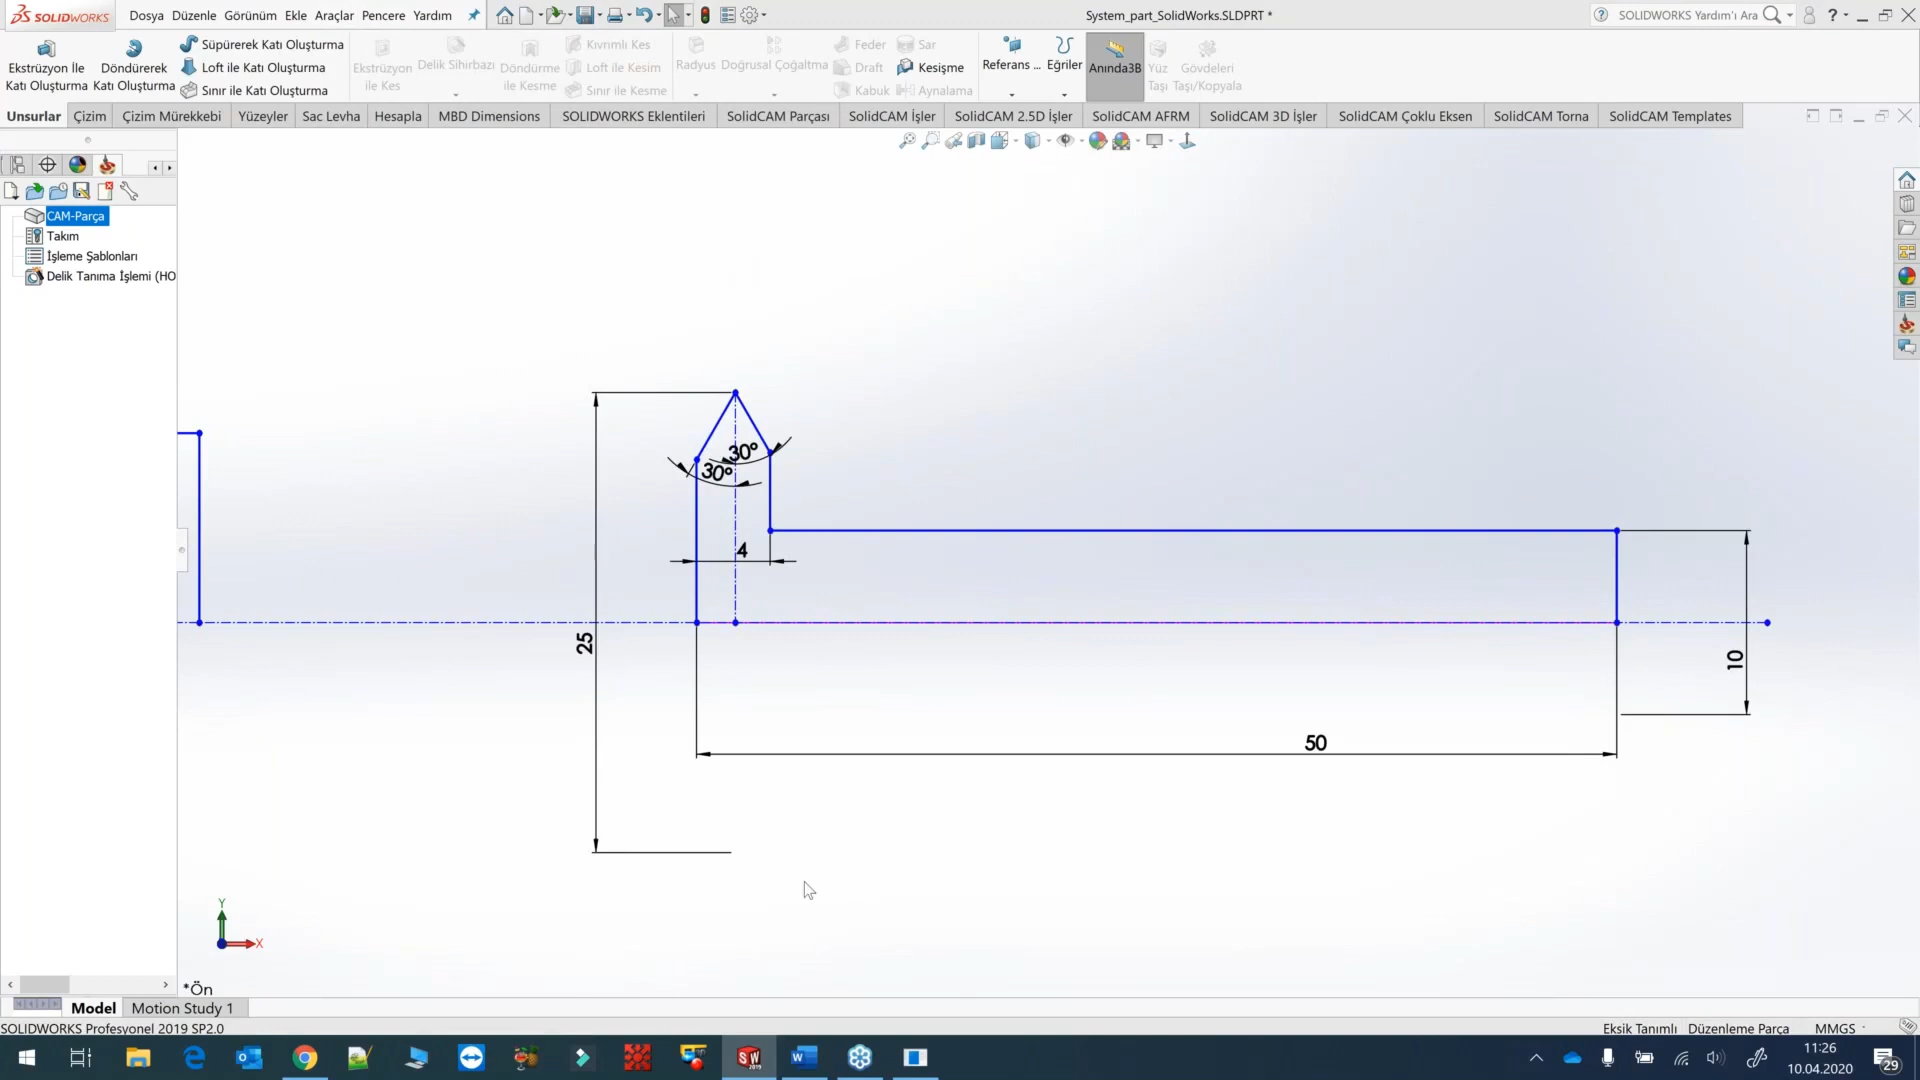 SOLIDWORKS Dosya Düzenle Görünüm Ekle Araçlar Pencere Yardım System_part_SolidWorks.SLDPRT * SOLIDWORKS Yardım'ı Ara ?
Ekstrüzyon İle Katı Oluşturma
Döndürerek Katı Oluşturma
Süpürerek Katı Oluşturma
Loft ile Katı Oluşturma
Sınır ile Katı Oluşturma
Ekstrüzyon ile Kes
Delik Sihirbazı
Döndürme ile Kesme
Kıvrımlı Kes
Loft ile Kesim
Sınır ile Kesme
Radyus
Doğrusal Çoğaltma
Feder
Draft
Kabuk
Sar
Kesişme
Aynalama
Referans ...
Eğriler
Anında3B
Yüz Taşı
Gövdeleri Taşı/Kopyala
Unsurlar Çizim Çizim Mürekkebi Yüzeyler Sac Levha Hesapla MBD Dimensions SOLIDWORKS Eklentileri SolidCAM Parçası SolidCAM İşler SolidCAM 2.5D İşler SolidCAM AFRM SolidCAM 3D İşler SolidCAM Çoklu Eksen SolidCAM Torna SolidCAM Templates
CAM-Parça
Takım
İşleme Şablonları
Delik Tanıma İşlemi (HO
30°
30°
4
25
10
50
Y
X
*Ön
Model Motion Study 1
SOLIDWORKS Profesyonel 2019 SP2.0 Eksik Tanımlı Düzenleme Parça MMGS
SW
2019
11:26
10.04.2020
29